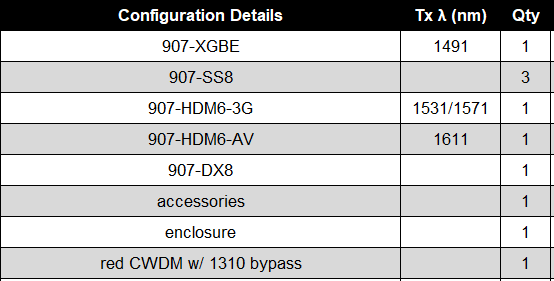 Configuration Details Tx λ (nm) Qty
907-XGBE 1491 1
907-SS8 3
907-HDM6-3G 1531/1571 1
907-HDM6-AV 1611 1
907-DX8 1
accessories 1
enclosure 1
red CWDM w/ 1310 bypass 1